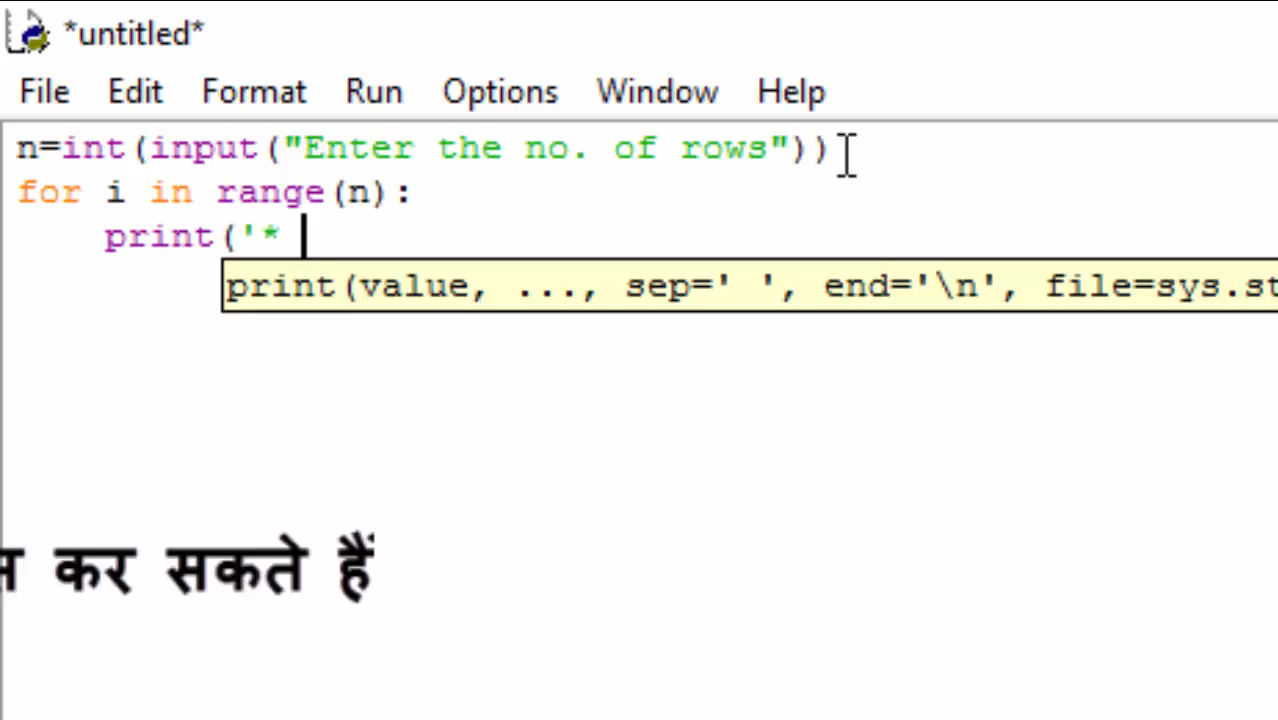 *untitled*
File Edit Format Run Options Window Help
n=int(input("Enter the no. of rows"))
for i in range(n):
    print('*
print(value, ..., sep=' ', end='\n', file=sys.st
कर सकते हैं